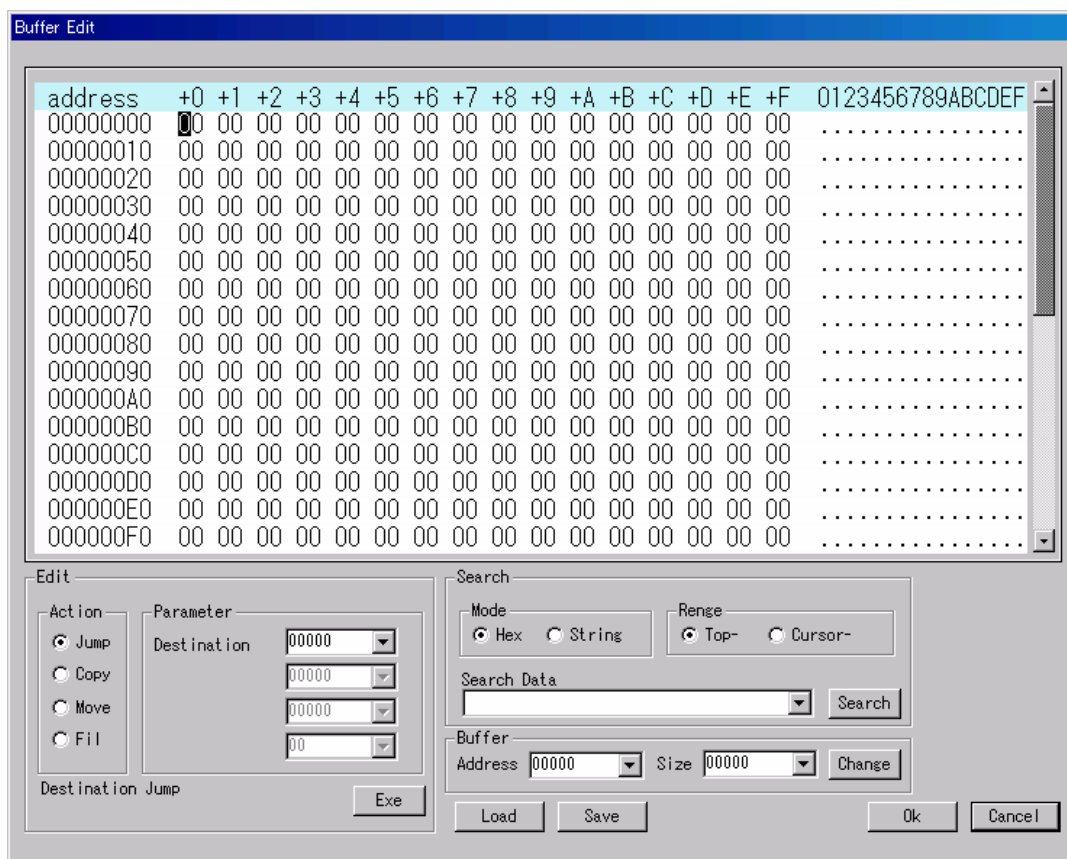 Buffer Edit
address +0 +1 +2 +3 +4 +5 +6 +7 +8 +9 +A +B +C +D +E +F 0123456789ABCDEF
00000000 00 00 00 00 00 00 00 00 00 00 00 00 00 00 00 00 ................
00000010 00 00 00 00 00 00 00 00 00 00 00 00 00 00 00 00 ................
00000020 00 00 00 00 00 00 00 00 00 00 00 00 00 00 00 00 ................
00000030 00 00 00 00 00 00 00 00 00 00 00 00 00 00 00 00 ................
00000040 00 00 00 00 00 00 00 00 00 00 00 00 00 00 00 00 ................
00000050 00 00 00 00 00 00 00 00 00 00 00 00 00 00 00 00 ................
00000060 00 00 00 00 00 00 00 00 00 00 00 00 00 00 00 00 ................
00000070 00 00 00 00 00 00 00 00 00 00 00 00 00 00 00 00 ................
00000080 00 00 00 00 00 00 00 00 00 00 00 00 00 00 00 00 ................
00000090 00 00 00 00 00 00 00 00 00 00 00 00 00 00 00 00 ................
000000A0 00 00 00 00 00 00 00 00 00 00 00 00 00 00 00 00 ................
000000B0 00 00 00 00 00 00 00 00 00 00 00 00 00 00 00 00 ................
000000C0 00 00 00 00 00 00 00 00 00 00 00 00 00 00 00 00 ................
000000D0 00 00 00 00 00 00 00 00 00 00 00 00 00 00 00 00 ................
000000E0 00 00 00 00 00 00 00 00 00 00 00 00 00 00 00 00 ................
000000F0 00 00 00 00 00 00 00 00 00 00 00 00 00 00 00 00 ................
Edit
Action
Jump
Copy
Move
Fil
Parameter
Destination 00000
00000
00000
00
Destination Jump
Exe
Search
Mode
Hex String
Renge
Top- Cursor-
Search Data
Search
Buffer
Address 00000 Size 00000 Change
Load Save Ok Cancel